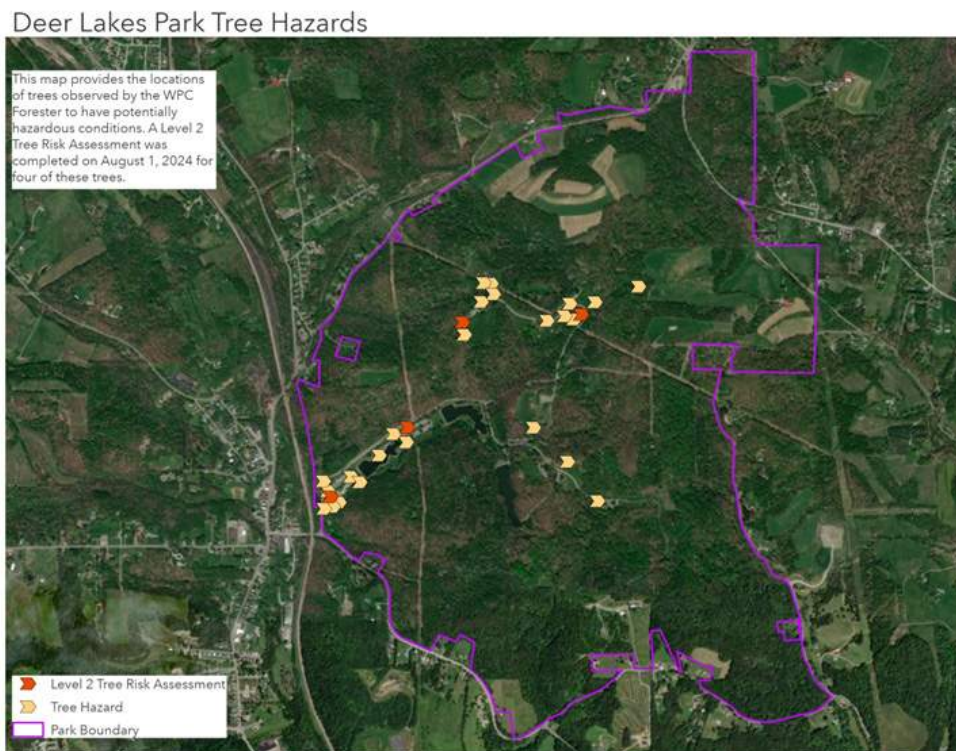 Deer Lakes Park Tree Hazards
This map provides the locations
of trees observed by the WPC
Forester to have potentially
hazardous conditions. A Level 2
Tree Risk Assessment was
completed on August 1, 2024 for
four of these trees.
Level 2 Tree Risk Assessment
Tree Hazard
Park Boundary